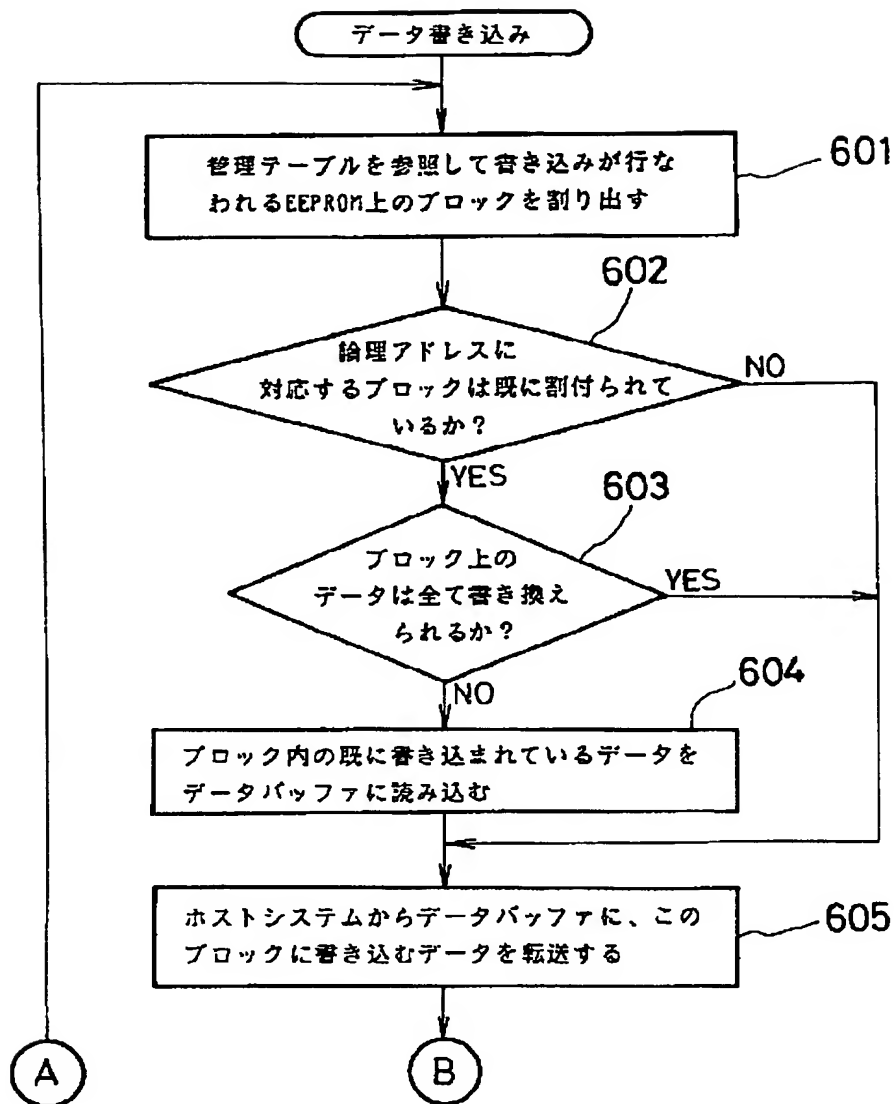 データ書き込み
管理テーブルを参照して書き込みが行な
われるEEPROM上のブロックを割り出す
601
602
論理アドレスに
対応するブロックは既に割付られて
いるか?
NO
YES
603
ブロック上の
データは全て書き換え
られるか?
YES
NO
604
ブロック内の既に書き込まれているデータを
データバッファに読み込む
ホストシステムからデータバッファに、この
ブロックに書き込むデータを転送する
605
A
B